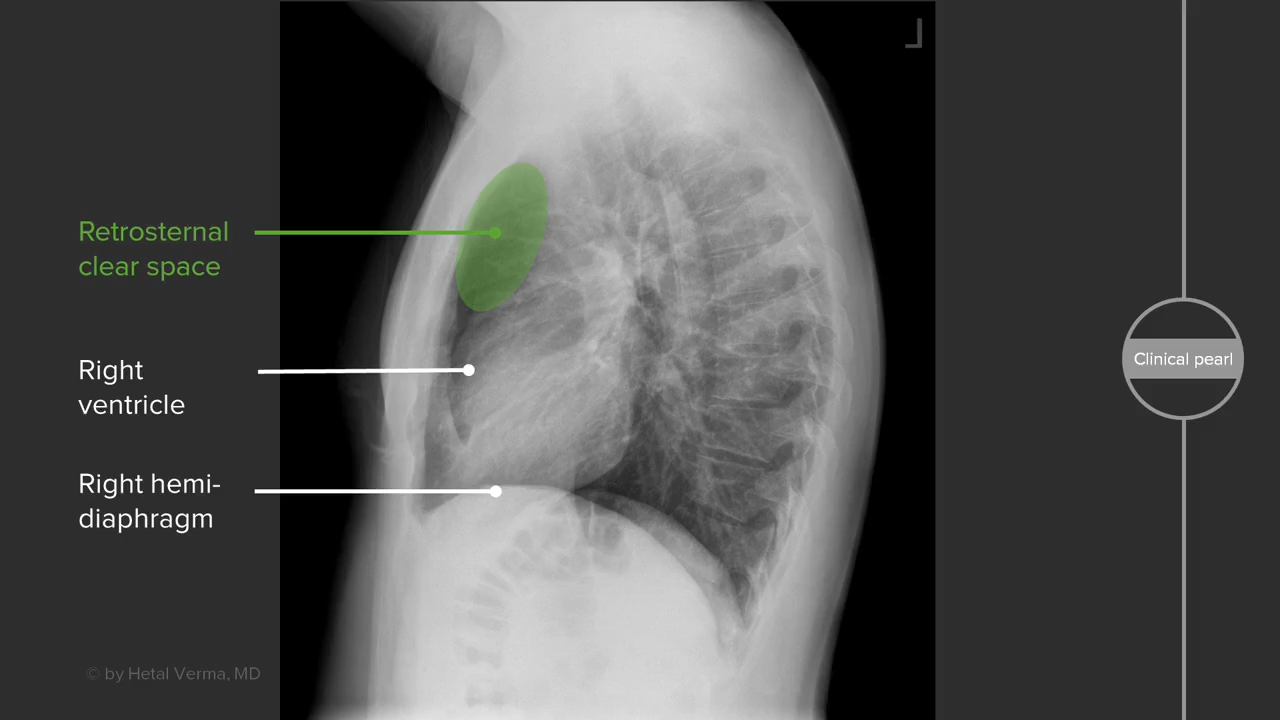 Retrosternal
clear space
Right
ventricle
Right hemi-
diaphragm
Clinical pearl
© by Hetal Verma, MD